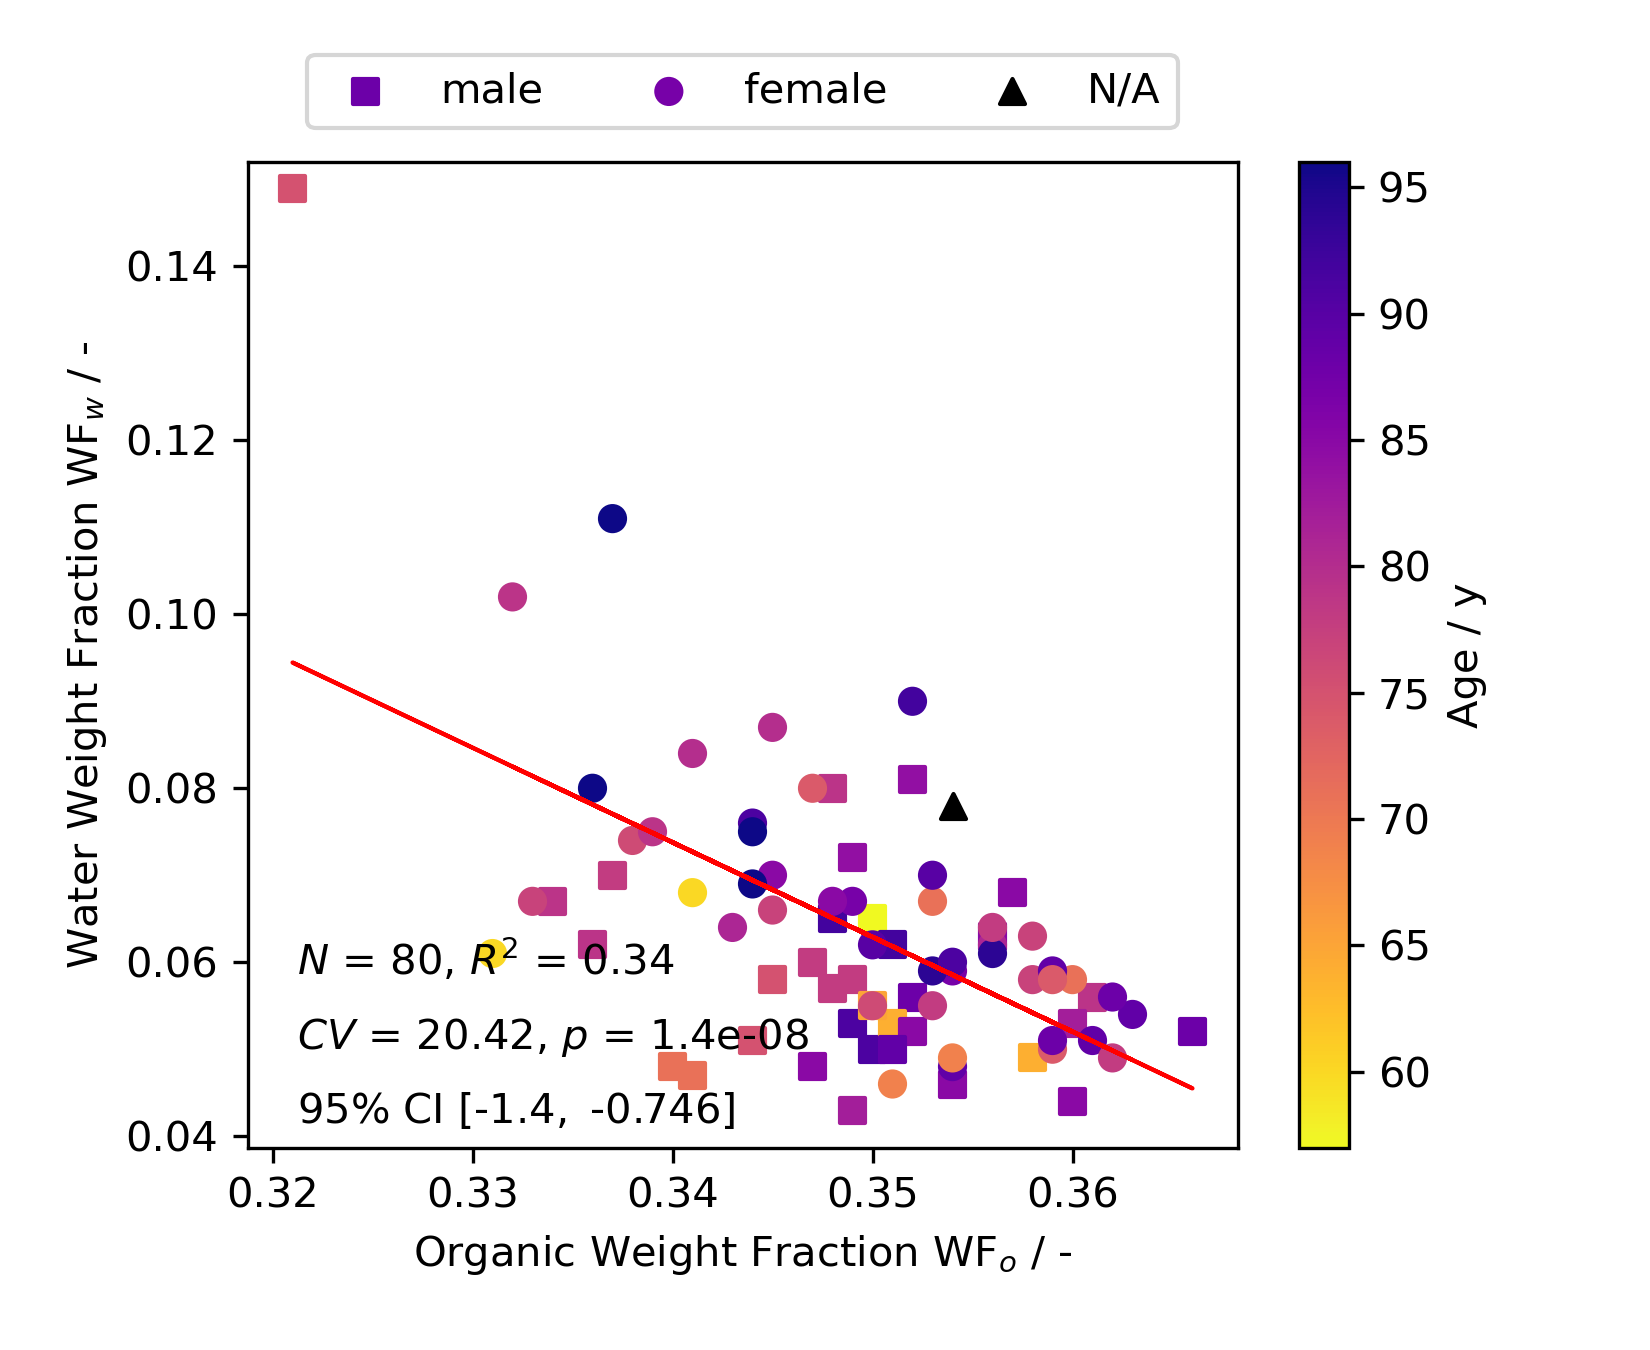 male female N/A
0.14
0.12
0.10
0.08
0.06
0.04
Water Weight Fraction WFw / -
N = 80, R² = 0.34
CV = 20.42, p = 1.4e-08
95% CI [-1.4, -0.746]
0.32 0.33 0.34 0.35 0.36
Organic Weight Fraction WFo / -
95
90
85
80
75
70
65
60
Age / y